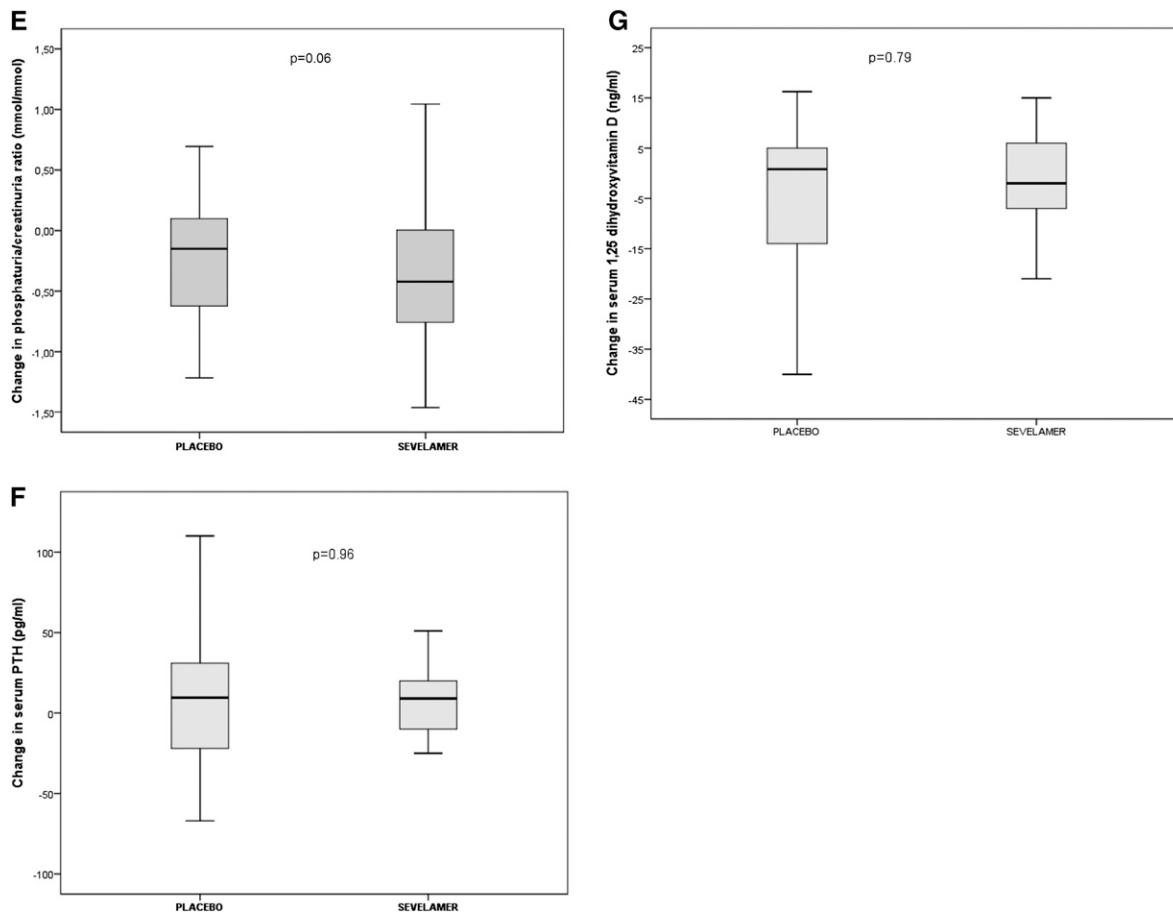 E
Change in phosphaturia/creatinuria ratio (mmol/mmol)
1,50
1,00
0,50
0,00
-0,50
-1,00
-1,50
p=0.06
PLACEBO SEVELAMER
G
Change in serum 1,25 dihydroxyvitamin D (ng/ml)
25
15
5
-5
-15
-25
-35
-45
p=0.79
PLACEBO SEVELAMER
F
Change in serum PTH (pg/ml)
100
50
0
-50
-100
p=0.96
PLACEBO SEVELAMER